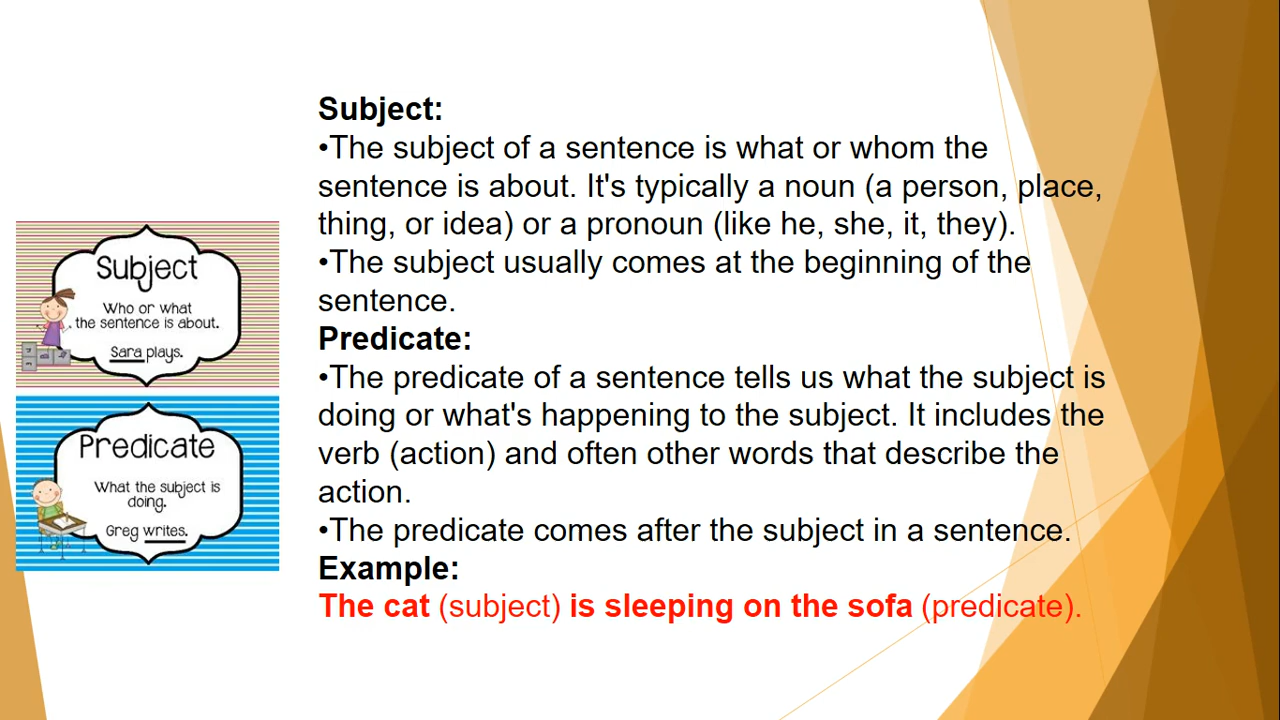 Subject:
•The subject of a sentence is what or whom the
sentence is about. It's typically a noun (a person, place,
thing, or idea) or a pronoun (like he, she, it, they).
•The subject usually comes at the beginning of the
sentence.
Predicate:
•The predicate of a sentence tells us what the subject is
doing or what's happening to the subject. It includes the
verb (action) and often other words that describe the
action.
•The predicate comes after the subject in a sentence.
Example:
The cat (subject) is sleeping on the sofa (predicate).
Subject
Who or what
the sentence is about.
Sara plays.
Predicate
What the subject is
doing.
Greg writes.